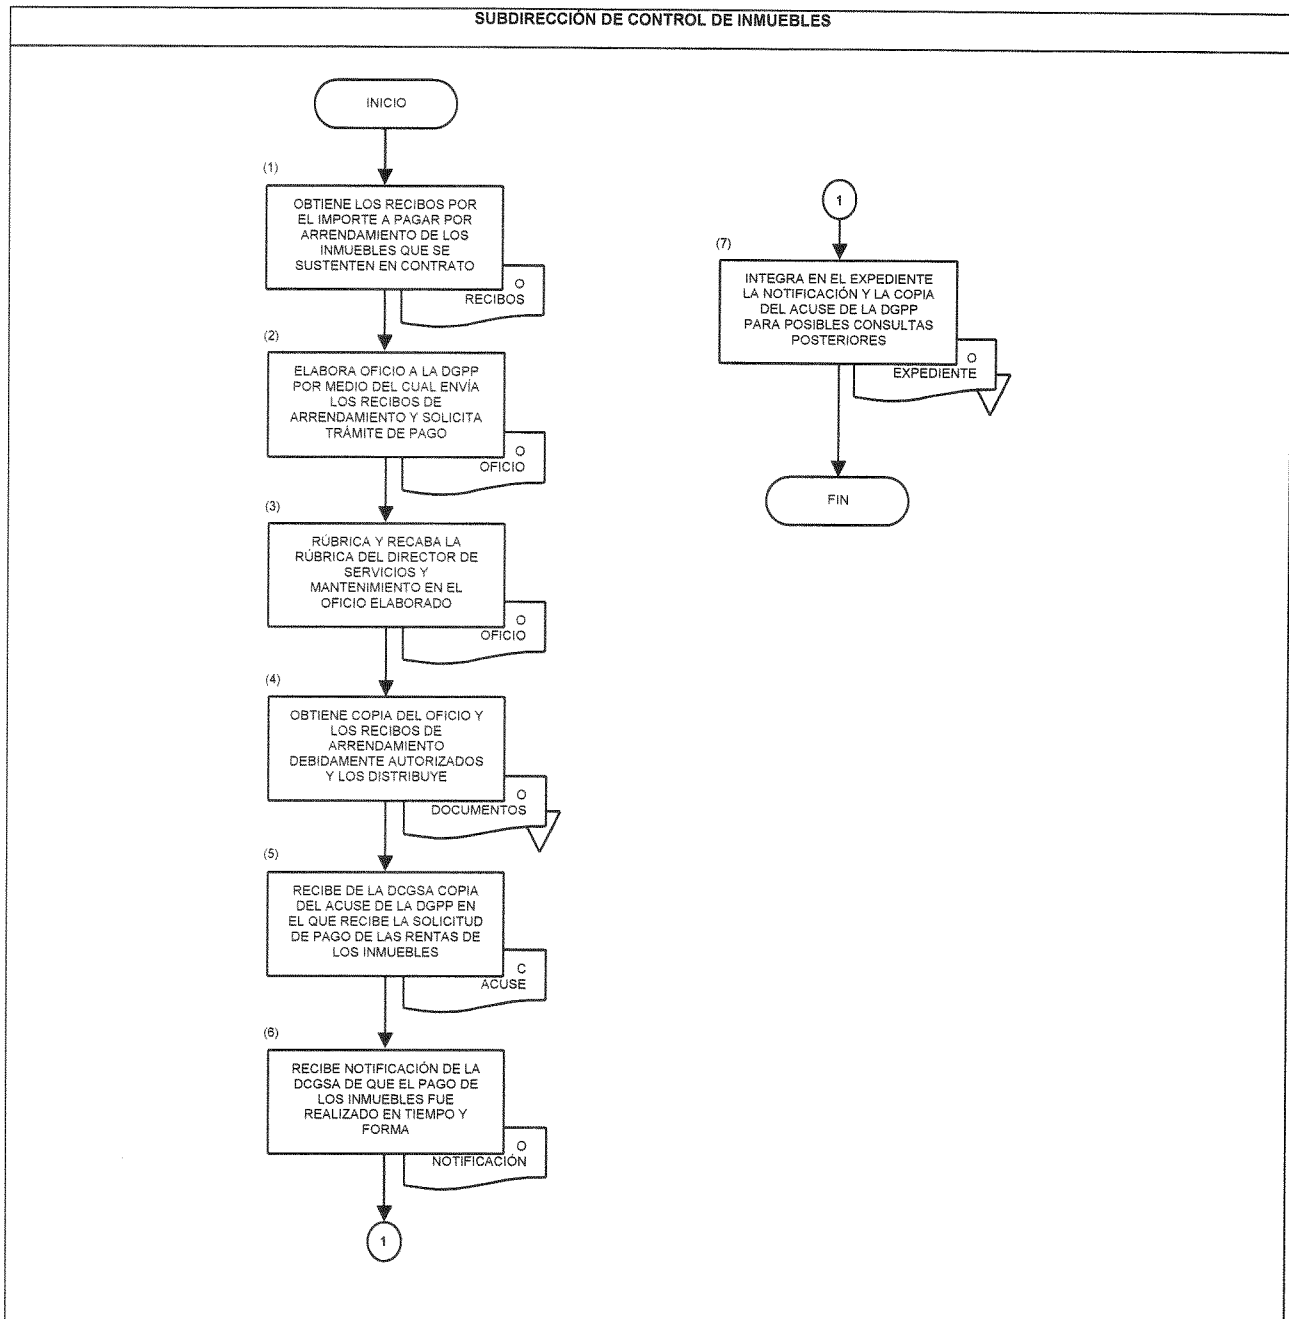 SUBDIRECCIÓN DE CONTROL DE INMUEBLES
INICIO
(1)
OBTIENE LOS RECIBOS POR
EL IMPORTE A PAGAR POR
ARRENDAMIENTO DE LOS
INMUEBLES QUE SE
SUSTENTEN EN CONTRATO
O
RECIBOS
(2)
ELABORA OFICIO A LA DGPP
POR MEDIO DEL CUAL ENVÍA
LOS RECIBOS DE
ARRENDAMIENTO Y SOLICITA
TRÁMITE DE PAGO
O
OFICIO
(3)
RÚBRICA Y RECABA LA
RÚBRICA DEL DIRECTOR DE
SERVICIOS Y
MANTENIMIENTO EN EL
OFICIO ELABORADO
O
OFICIO
(4)
OBTIENE COPIA DEL OFICIO Y
LOS RECIBOS DE
ARRENDAMIENTO
DEBIDAMENTE AUTORIZADOS
Y LOS DISTRIBUYE
O
DOCUMENTOS
(5)
RECIBE DE LA DCGSA COPIA
DEL ACUSE DE LA DGPP EN
EL QUE RECIBE LA SOLICITUD
DE PAGO DE LAS RENTAS DE
LOS INMUEBLES
C
ACUSE
(6)
RECIBE NOTIFICACIÓN DE LA
DCGSA DE QUE EL PAGO DE
LOS INMUEBLES FUE
REALIZADO EN TIEMPO Y
FORMA
O
NOTIFICACIÓN
1
1
(7)
INTEGRA EN EL EXPEDIENTE
LA NOTIFICACIÓN Y LA COPIA
DEL ACUSE DE LA DGPP
PARA POSIBLES CONSULTAS
POSTERIORES
O
EXPEDIENTE
FIN